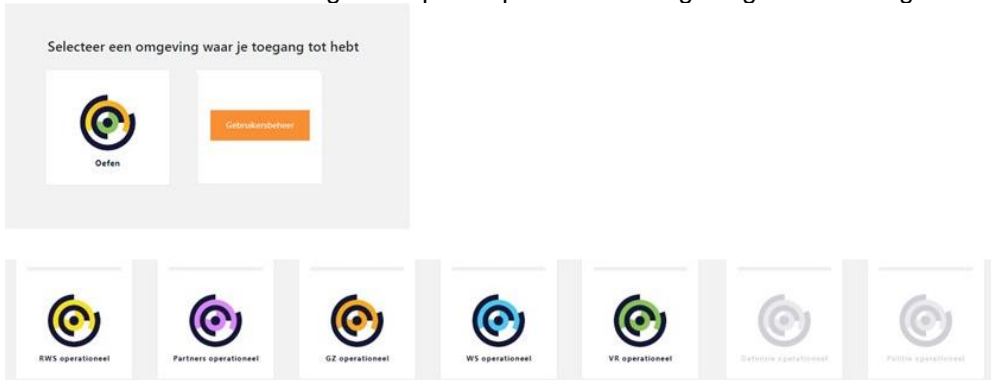 Selecteer een omgeving waar je toegang tot hebt
Oefen
Gebruikersbeheer
RWS operationeel
Partners operationeel
GZ operationeel
WS operationeel
VR operationeel
Defensie operationeel
Politie operationeel